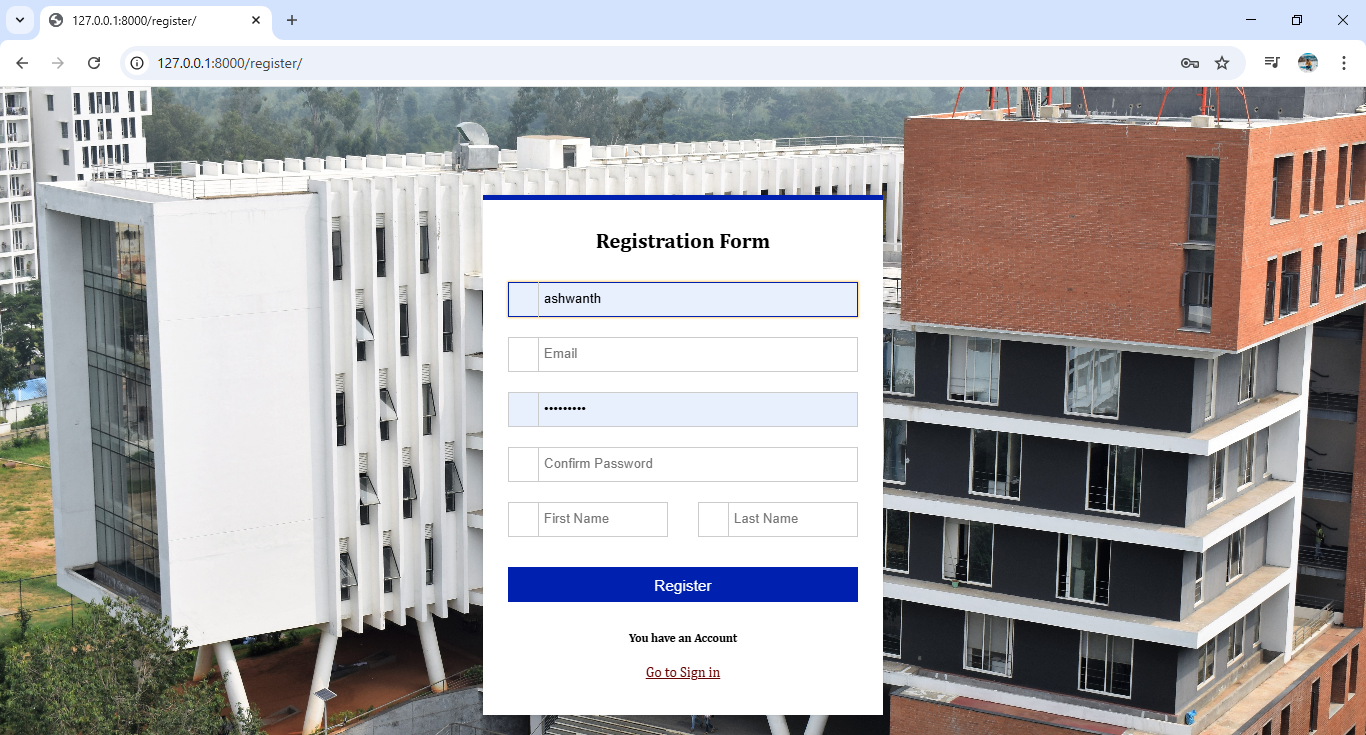 127.0.0.1:8000/register/
127.0.0.1:8000/register/
Registration Form
ashwanth
Email
•••••••••
Confirm Password
First Name Last Name
Register
You have an Account
Go to Sign in